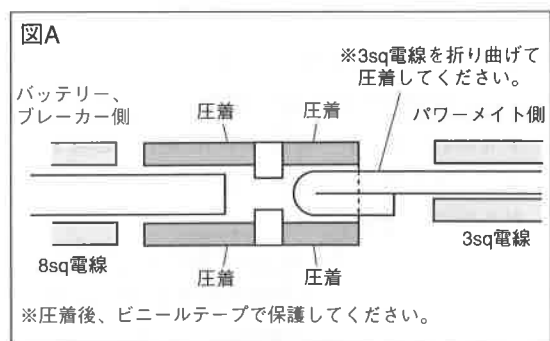 図A
※3sq電線を折り曲げて
圧着してください。
バッテリー、
ブレーカー側
圧着
圧着
パワーメイト側
8sq電線
圧着
圧着
3sq電線
※圧着後、ビニールテープで保護してください。